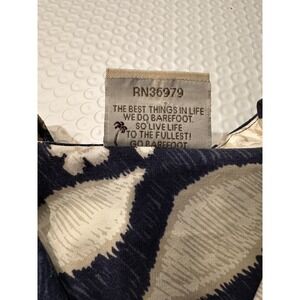 RN36979
THE BEST THINGS IN LIFE
WE DO BAREFOOT.
SO LIVE LIFE
TO THE FULLEST!
GO BAREFOOT